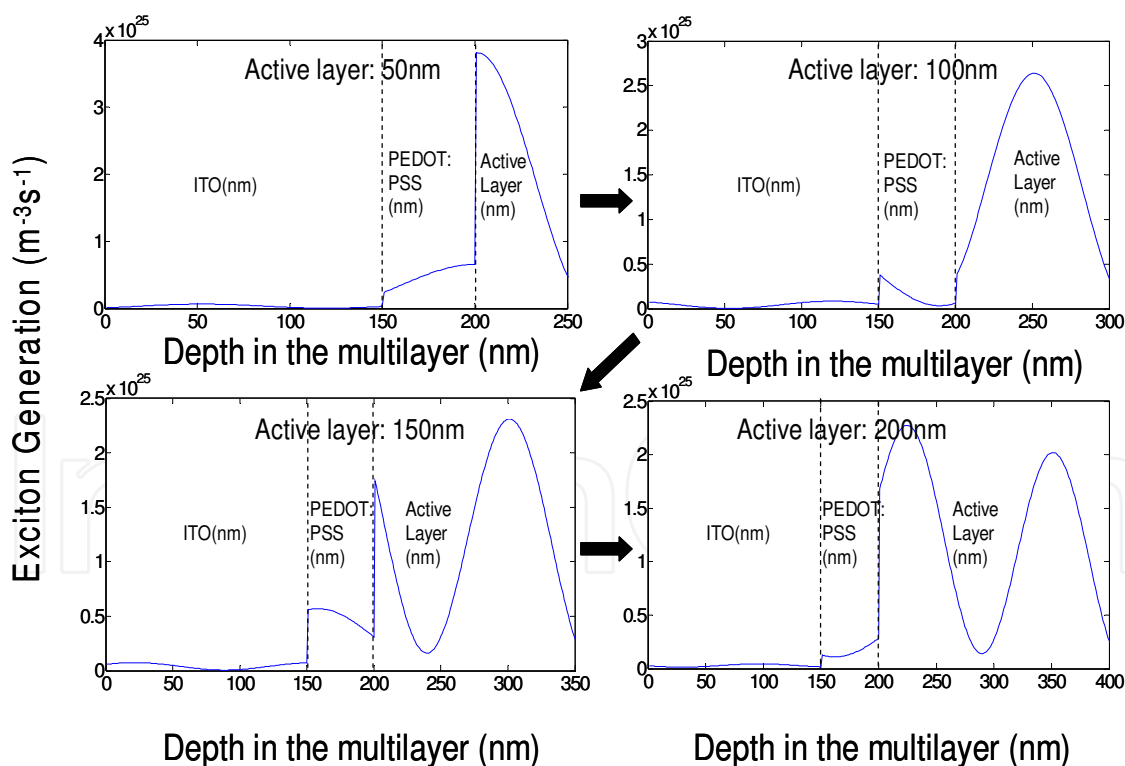 Exciton Generation (m-3s-1)
x 10 25
4
3
2
1
0
0 50 100 150 200 250
Active layer: 50nm
ITO(nm)
PEDOT:
PSS
(nm)
Active
Layer
(nm)
Depth in the multilayer (nm)
x 10 25
3
2.5
2
1.5
1
0.5
0
0 50 100 150 200 250 300
Active layer: 100nm
ITO(nm)
PEDOT:
PSS
(nm)
Active
Layer
(nm)
Depth in the multilayer (nm)
x 10 25
2.5
2
1.5
1
0.5
0
0 50 100 150 200 250 300 350
Active layer: 150nm
ITO(nm)
PEDOT:
PSS
(nm)
Active
Layer
(nm)
Depth in the multilayer (nm)
x 10 25
2.5
2
1.5
1
0.5
0
0 50 100 150 200 250 300 350 400
Active layer: 200nm
ITO(nm)
PEDOT:
PSS
(nm)
Active
Layer
(nm)
Depth in the multilayer (nm)